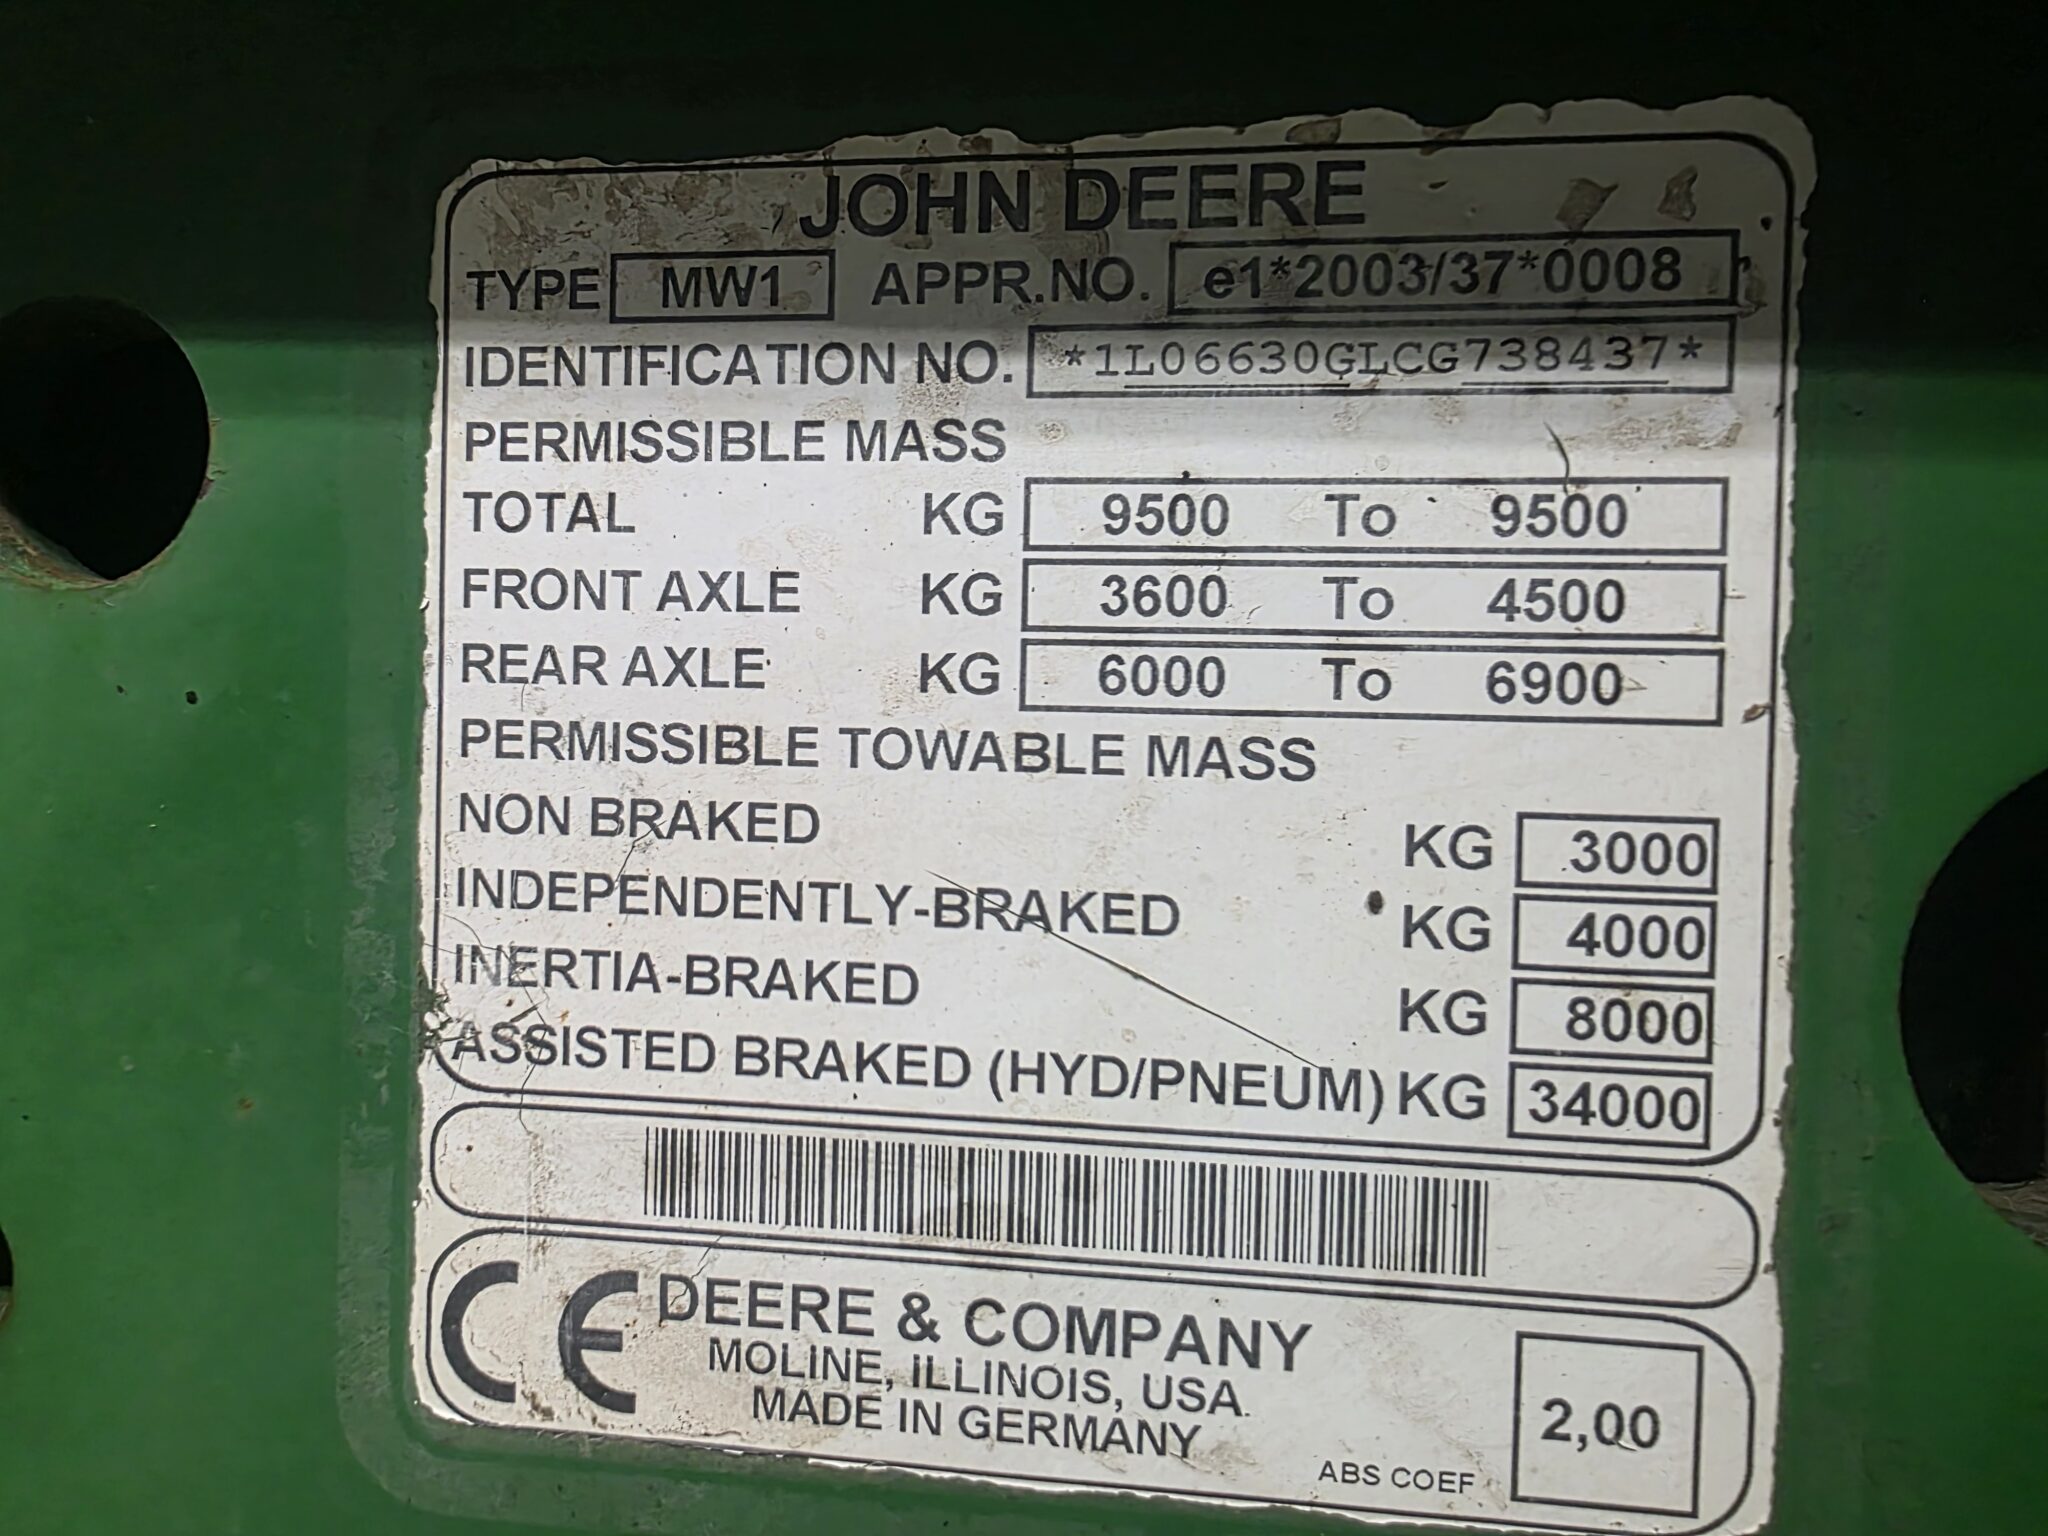 JOHN DEERE
TYPE MW1 APPR.NO. e1*2003/37*0008
IDENTIFICATION NO. *1L06630GLCG738437*
PERMISSIBLE MASS
TOTAL KG 9500 To 9500
FRONT AXLE KG 3600 To 4500
REAR AXLE KG 6000 To 6900
PERMISSIBLE TOWABLE MASS
NON BRAKED KG 3000
INDEPENDENTLY-BRAKED KG 4000
INERTIA-BRAKED KG 8000
ASSISTED BRAKED (HYD/PNEUM) KG 34000
CE DEERE & COMPANY
MOLINE, ILLINOIS, USA
MADE IN GERMANY
ABS COEF 2,00